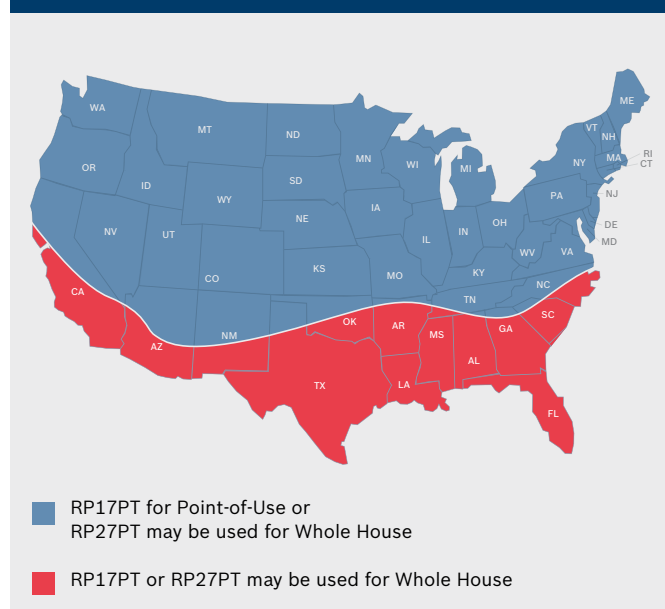 WA
MT
ND
MN
WI
MI
ME
VT
NH
MA
RI
CT
NY
OR
ID
WY
SD
IA
PA
NJ
NE
OH
IN
IL
DE
MD
NV
UT
CO
KS
MO
KY
WV
VA
CA
AZ
NM
OK
AR
TN
NC
SC
GA
MS
AL
TX
LA
FL
RP17PT for Point-of-Use or
RP27PT may be used for Whole House
RP17PT or RP27PT may be used for Whole House